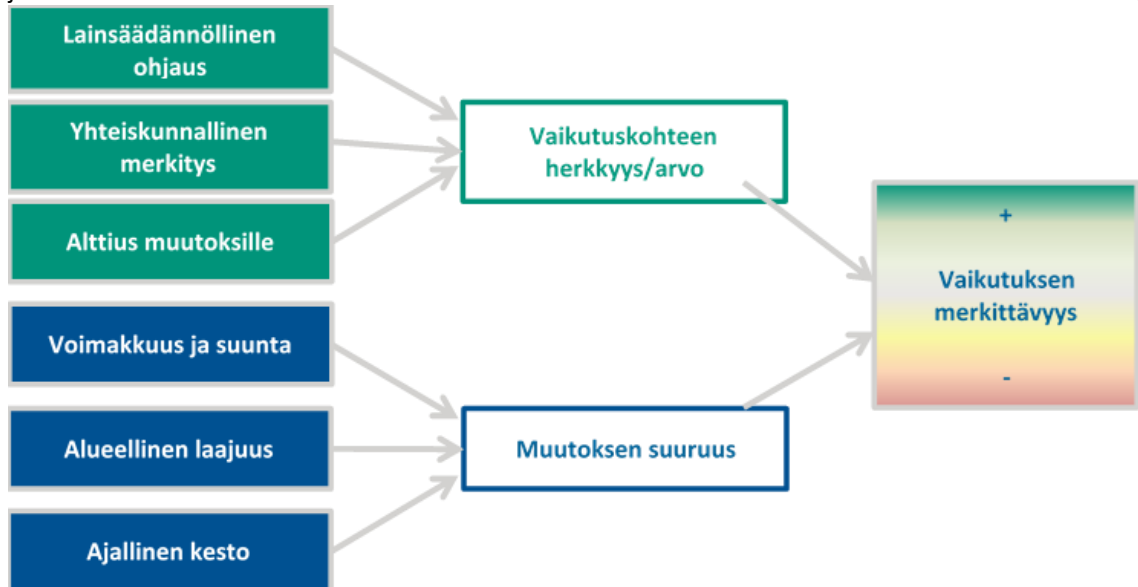 Lainsäädännöllinen
ohjaus
Yhteiskunnallinen
merkitys
Alttius muutoksille
Voimakkuus ja suunta
Alueellinen laajuus
Ajallinen kesto
Vaikutuskohteen
herkkyys/arvo
Muutoksen suuruus
+
Vaikutuksen
merkittävyys
-